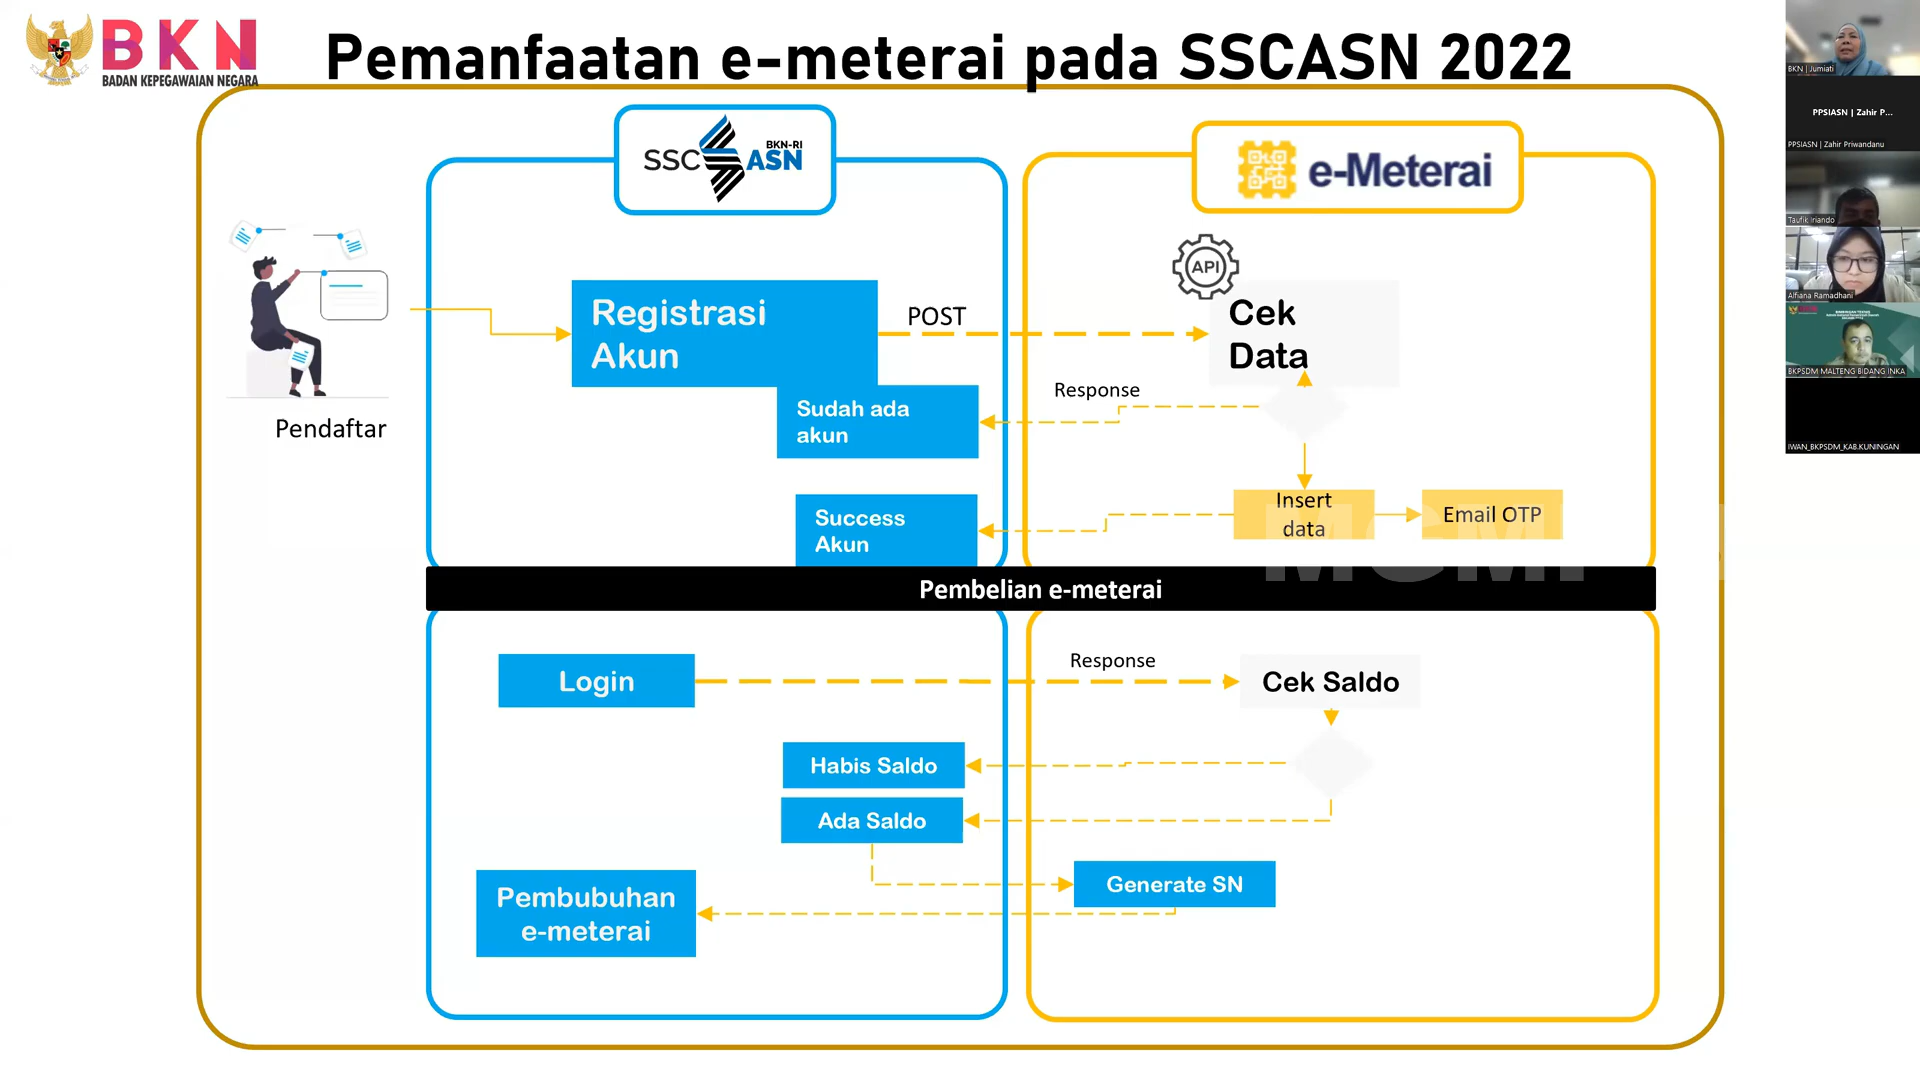 BKN
BADAN KEPEGAWAIAN NEGARA
Pemanfaatan e-meterai pada SSCASN 2022
SSC ASN
BKN-RI
e-Meterai
API
Registrasi
Akun
POST
Cek
Data
Response
Sudah ada
akun
Pendaftar
Success
Akun
Insert
data
Email OTP
Pembelian e-meterai
Login
Response
Cek Saldo
Habis Saldo
Ada Saldo
Generate SN
Pembubuhan
e-meterai
BKN | Jumiati
PPSIASN | Zahir P...
PPSIASN | Zahir Priwandanu
Taufik Iriando
Alfiana Ramadhani
BKPSDM MALTENG BIDANG INKA
IWAN_BKPSDM_KAB.KUNINGAN